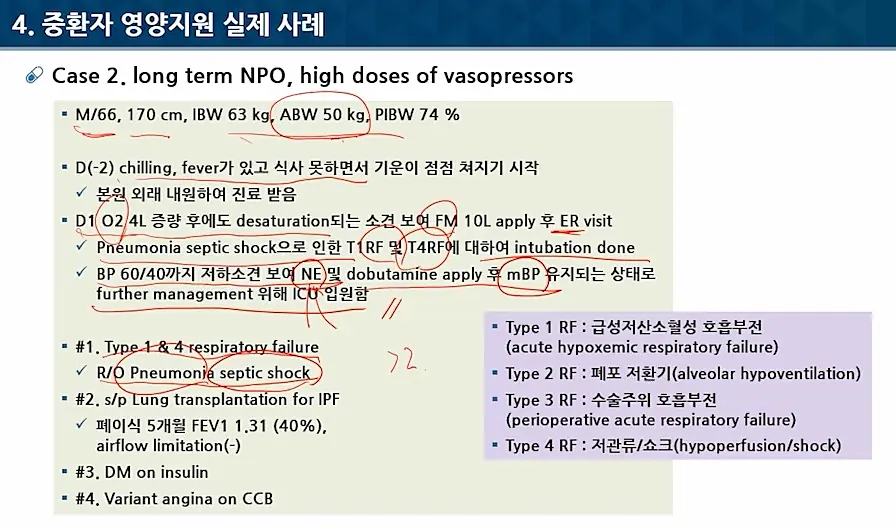 4. 중환자 영양지원 실제 사례
Case 2. long term NPO, high doses of vasopressors
▪ M/66, 170 cm, IBW 63 kg, ABW 50 kg, PIBW 74 %
▪ D(-2) chilling, fever가 있고 식사 못하면서 기운이 점점 쳐지기 시작
✓ 본원 외래 내원하여 진료 받음
▪ D1 O2 4L 증량 후에도 desaturation되는 소견 보여 FM 10L apply 후 ER visit
✓ Pneumonia septic shock으로 인한 T1RF 및 T4RF에 대하여 intubation done
✓ BP 60/40까지 저하소견 보여 NE 및 dobutamine apply 후 mBP 유지되는 상태로
further management 위해 ICU 입원함
▪ #1. Type 1 & 4 respiratory failure
✓ R/O Pneumonia septic shock
▪ #2. s/p Lung transplantation for IPF
✓ 폐이식 5개월 FEV1 1.31 (40%),
airflow limitation(-)
▪ #3. DM on insulin
▪ #4. Variant angina on CCB
▪ Type 1 RF : 급성저산소혈성 호흡부전
(acute hypoxemic respiratory failure)
▪ Type 2 RF : 폐포 저환기(alveolar hypoventilation)
▪ Type 3 RF : 수술주위 호흡부전
(perioperative acute respiratory failure)
▪ Type 4 RF : 저관류/쇼크(hypoperfusion/shock)